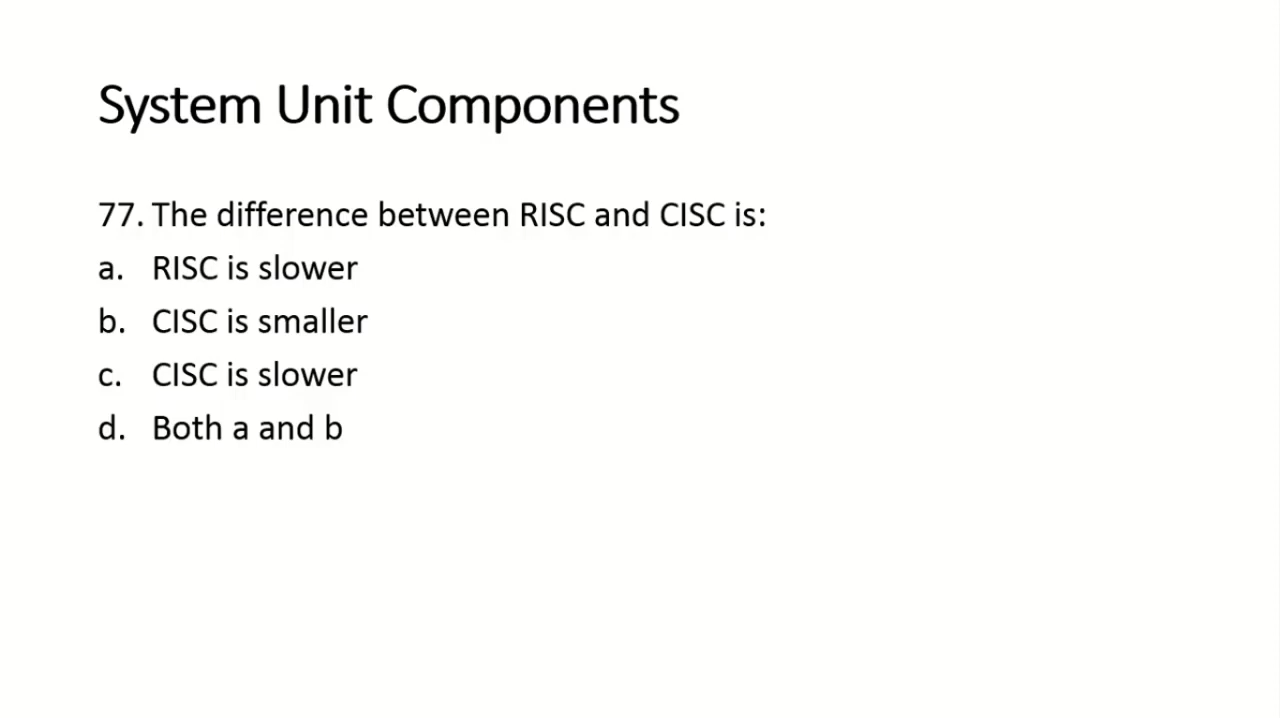 System Unit Components
77. The difference between RISC and CISC is:
a. RISC is slower
b. CISC is smaller
c. CISC is slower
d. Both a and b